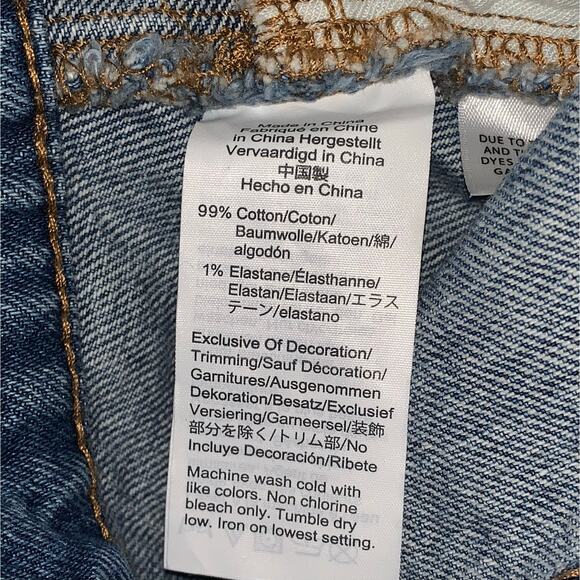 Made in China
Fabriqué en Chine
in China Hergestellt
Vervaardigd in China
中国製
Hecho en China
99% Cotton/Coton/
Baumwolle/Katoen/綿/
algodón
1% Elastane/Élasthanne/
Elastan/Elastaan/エラス
テーン/elastano
Exclusive Of Decoration/
Trimming/Sauf Décoration/
Garnitures/Ausgenommen
Dekoration/Besatz/Exclusief
Versiering/Garneersel/装飾
部分を除く/トリム部/No
Incluye Decoración/Ribete
Machine wash cold with
like colors. Non chlorine
bleach only. Tumble dry
low. Iron on lowest setting.
DUE TO
AND
DYES